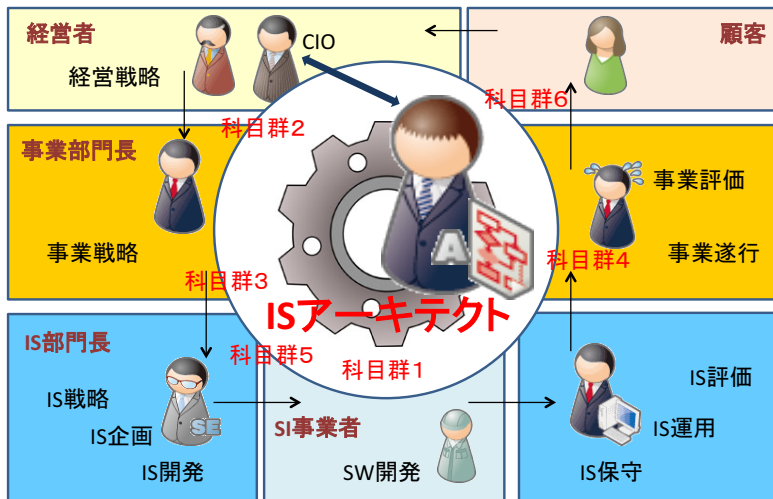 経営者
CIO
顧客
経営戦略
科目群2
科目群6
事業部門長
事業評価
事業戦略
事業遂行
科目群3
科目群4
A
ISアーキテクト
IS部門長
科目群5
科目群1
IS戦略
IS評価
IS企画
SE
SI事業者
IS運用
IS開発
SW開発
IS保守